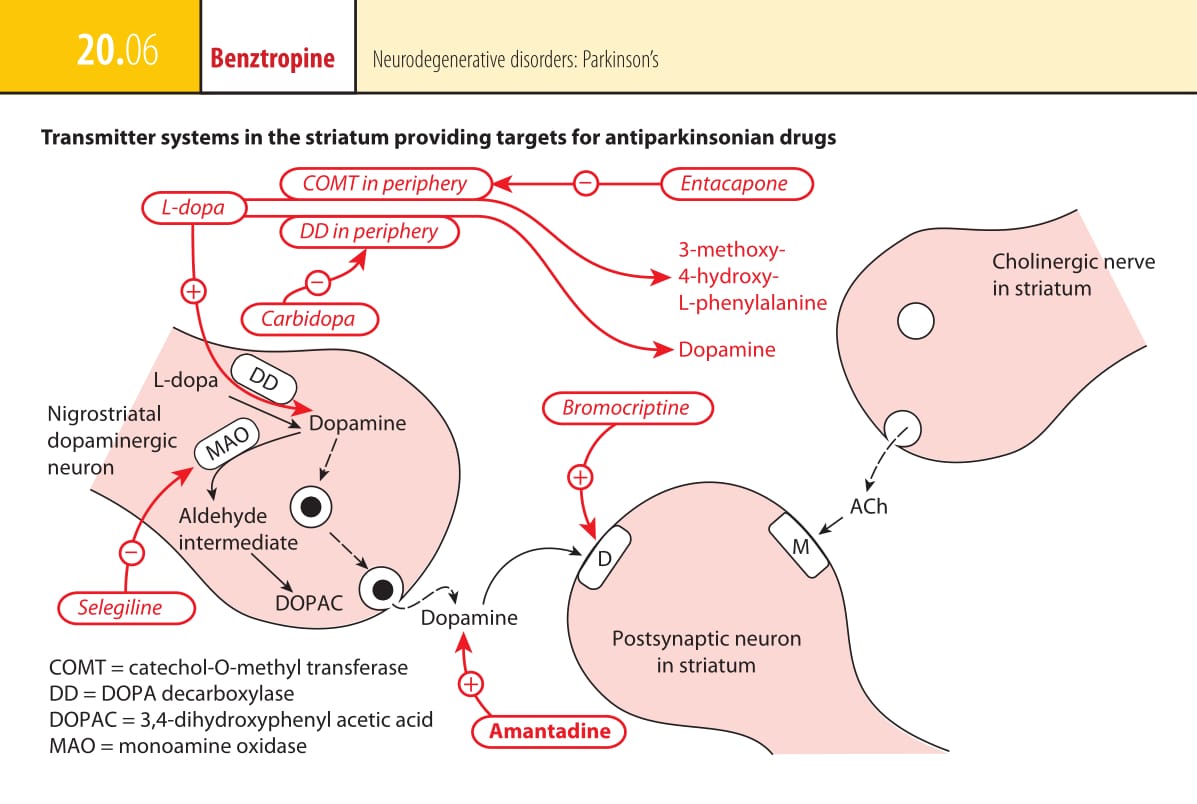 20.06
Benztropine
Neurodegenerative disorders: Parkinson's
Transmitter systems in the striatum providing targets for antiparkinsonian drugs
COMT in periphery
Entacapone
L-dopa
DD in periphery
3-methoxy-
4-hydroxy-
L-phenylalanine
Cholinergic nerve
in striatum
Carbidopa
Dopamine
L-dopa
DD
Nigrostriatal
dopaminergic
neuron
MAO
Dopamine
Bromocriptine
Aldehyde
intermediate
ACh
M
D
Selegiline
DOPAC
Dopamine
Postsynaptic neuron
in striatum
Amantadine
COMT = catechol-O-methyl transferase
DD = DOPA decarboxylase
DOPAC = 3,4-dihydroxyphenyl acetic acid
MAO = monoamine oxidase